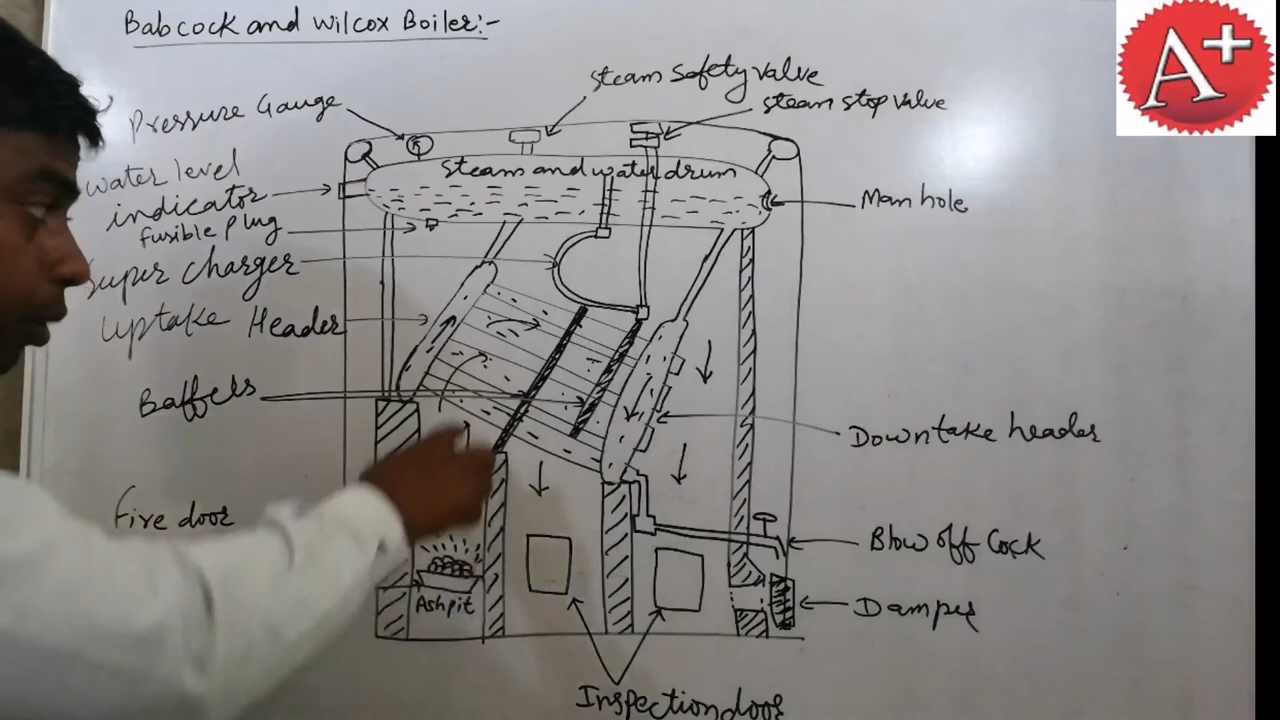 Babcock and Wilcox Boiler:-
A+
Steam Safety Valve
Steam Stop Valve
Pressure Gauge
Steam and water drum
water level
indicator
Man hole
fusible plug
Super Charger
Uptake Header
Baffels
Downtake header
Fire door
Blow off Cock
Ashpit
Damper
Inspection door